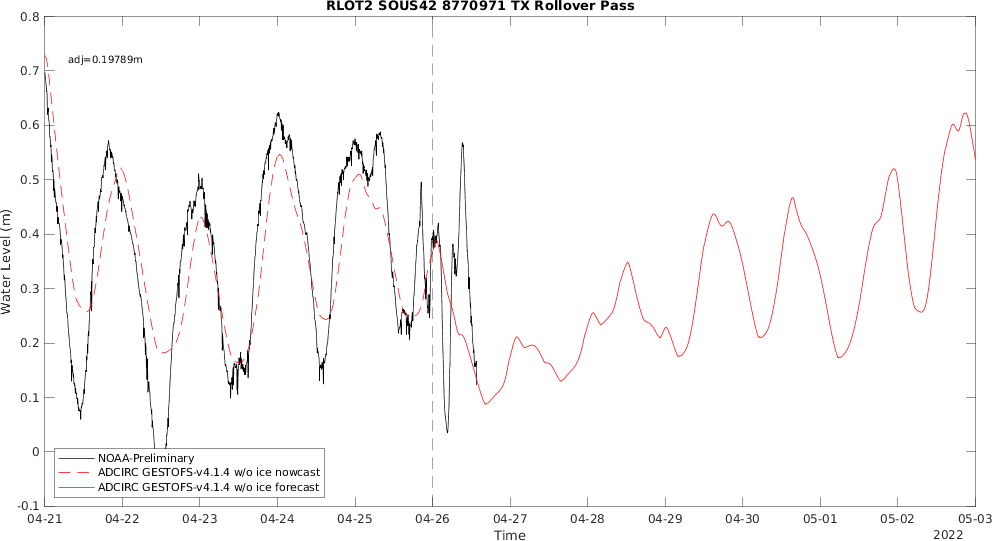 RLOT2 SOUS42 8770971 TX Rollover Pass
0.8
0.7
0.6
0.5
0.4
0.3
0.2
0.1
0
-0.1
Water Level (m)
adj=0.19789m
NOAA-Preliminary
ADCIRC GESTOFS-v4.1.4 w/o ice nowcast
ADCIRC GESTOFS-v4.1.4 w/o ice forecast
04-21 04-22 04-23 04-24 04-25 04-26 04-27 04-28 04-29 04-30 05-01 05-02 05-03
Time
2022